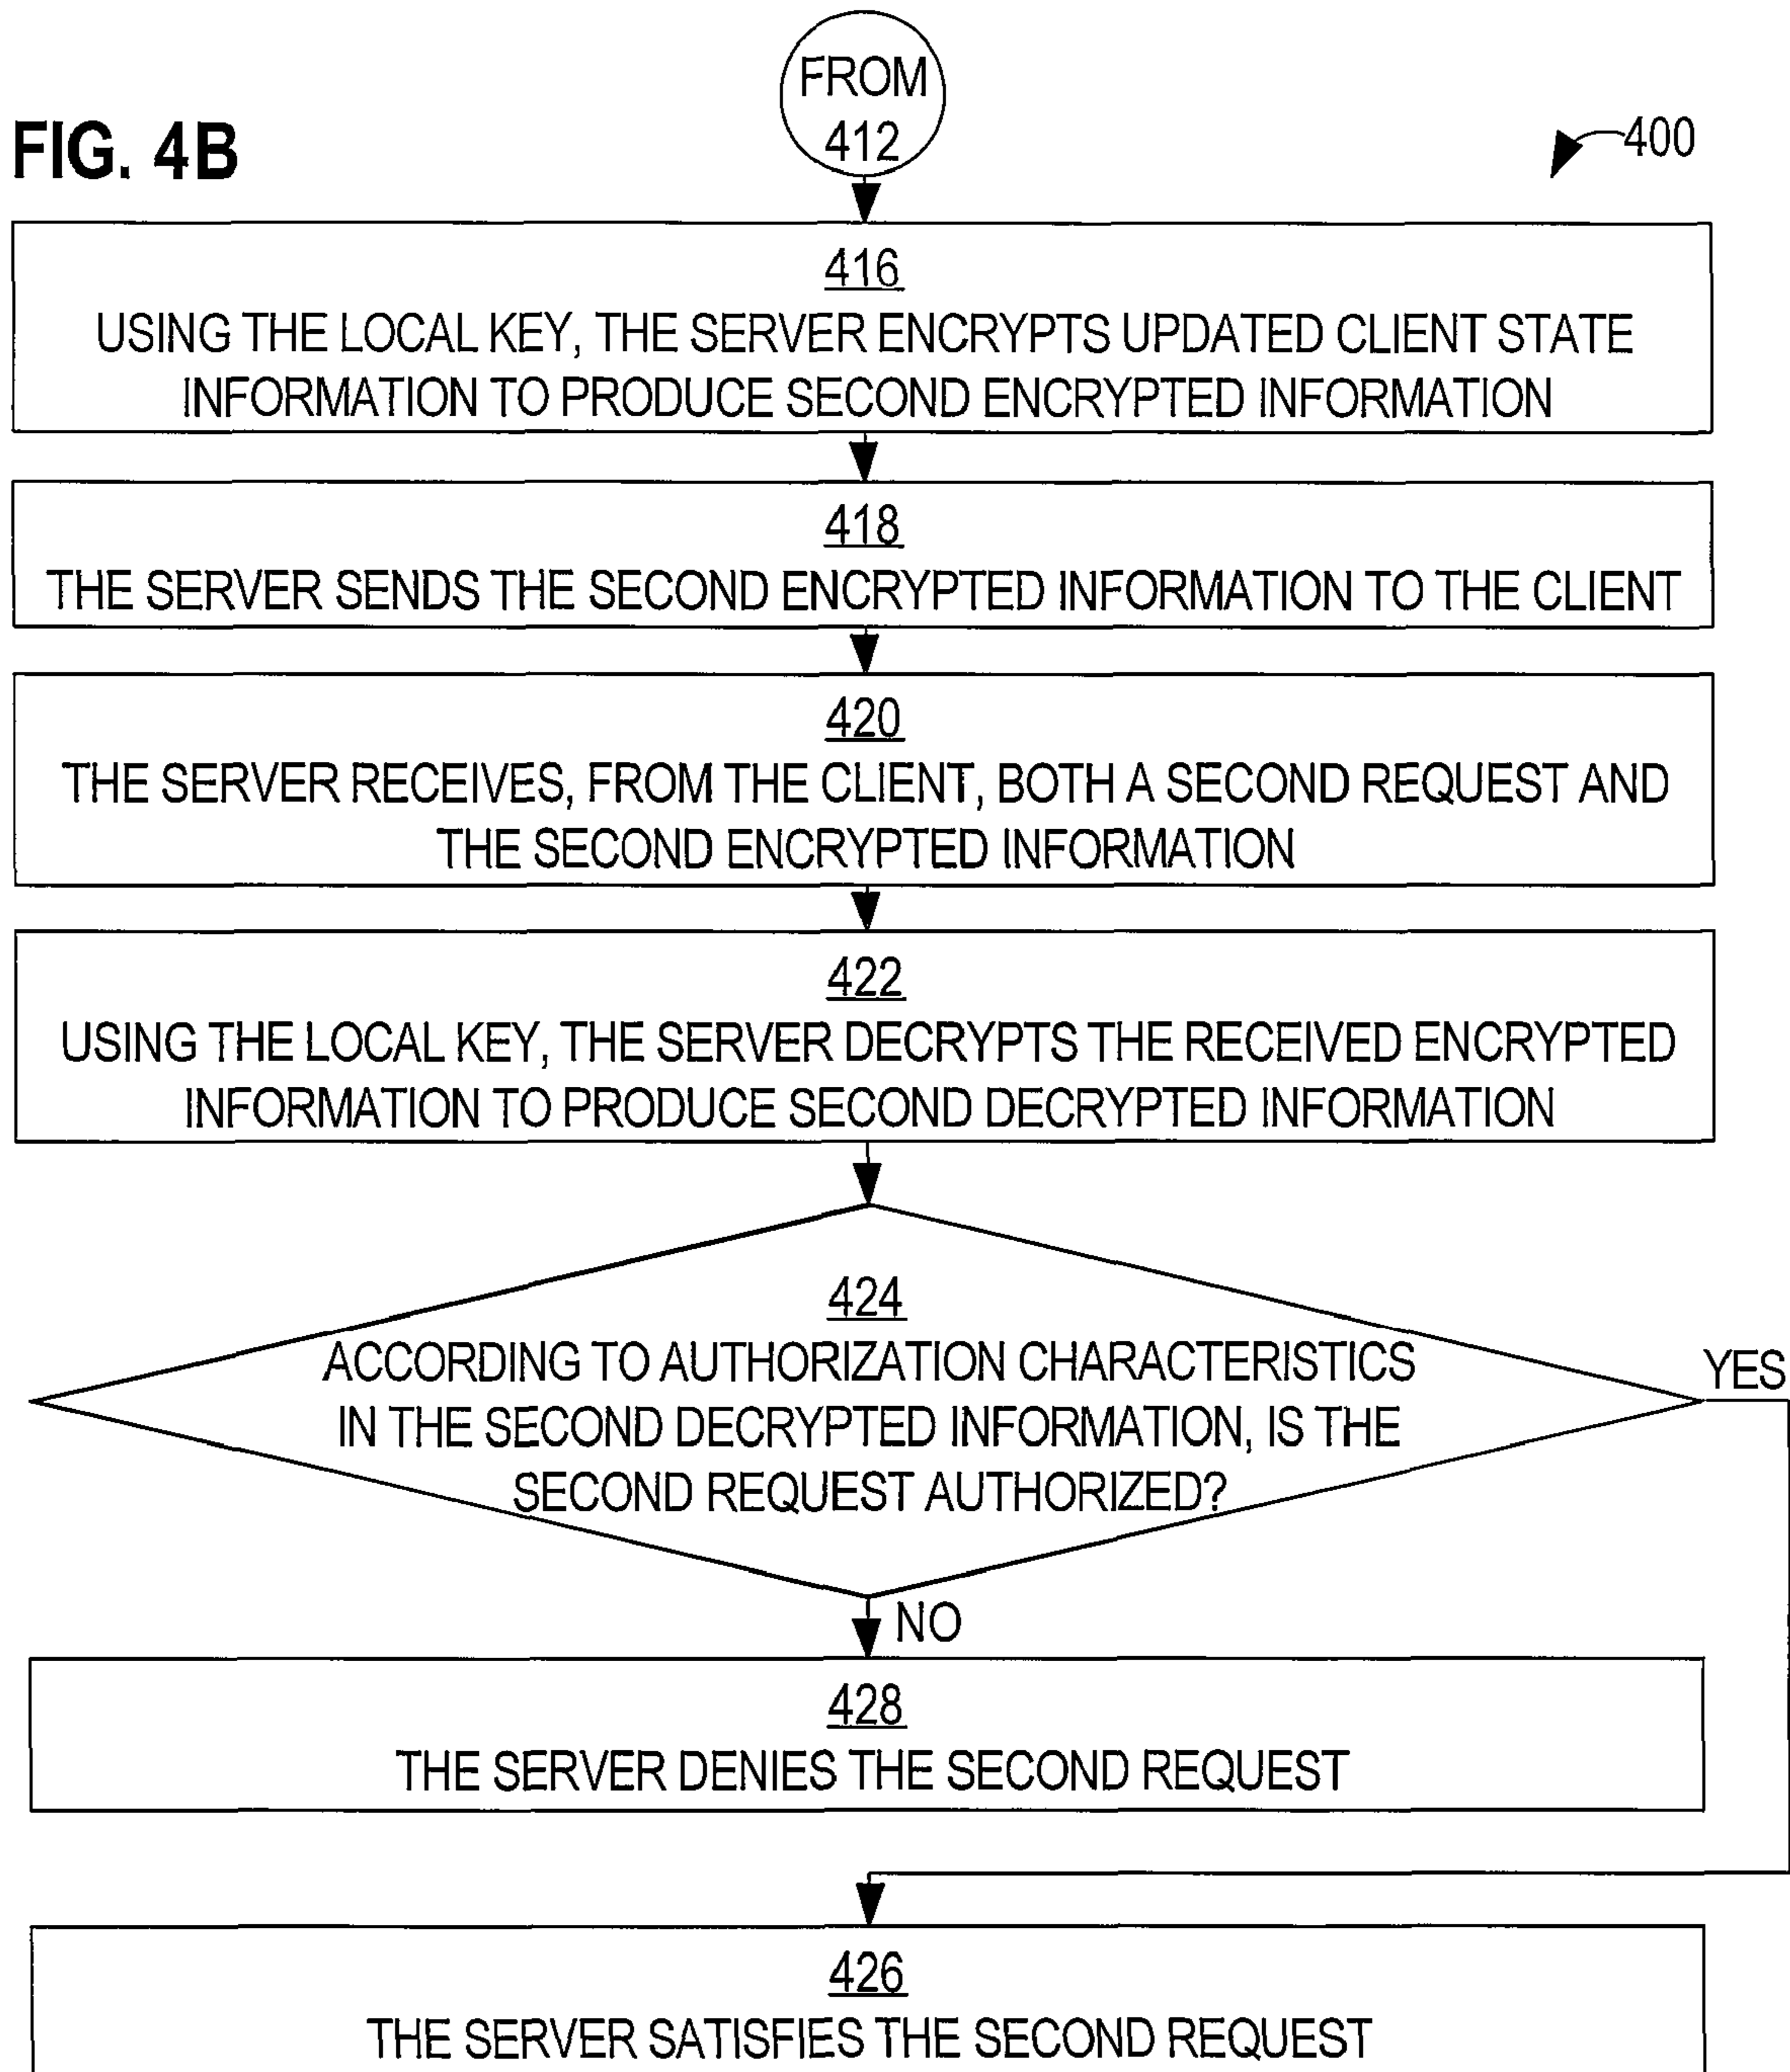 FROM
412
FIG. 4B
400
416
USING THE LOCAL KEY, THE SERVER ENCRYPTS UPDATED CLIENT STATE
INFORMATION TO PRODUCE SECOND ENCRYPTED INFORMATION
418
THE SERVER SENDS THE SECOND ENCRYPTED INFORMATION TO THE CLIENT
420
THE SERVER RECEIVES, FROM THE CLIENT, BOTH A SECOND REQUEST AND
THE SECOND ENCRYPTED INFORMATION
422
USING THE LOCAL KEY, THE SERVER DECRYPTS THE RECEIVED ENCRYPTED
INFORMATION TO PRODUCE SECOND DECRYPTED INFORMATION
424
ACCORDING TO AUTHORIZATION CHARACTERISTICS
IN THE SECOND DECRYPTED INFORMATION, IS THE
SECOND REQUEST AUTHORIZED?
YES
NO
428
THE SERVER DENIES THE SECOND REQUEST
426
THE SERVER SATISFIES THE SECOND REQUEST